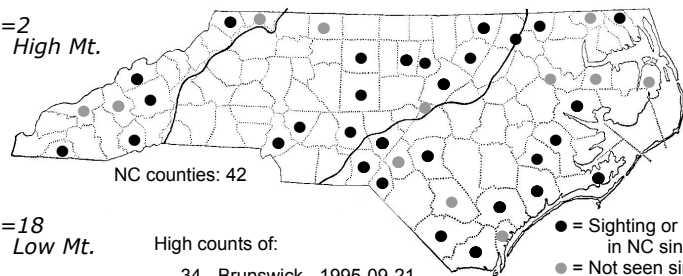 =2
High Mt.
NC counties: 42
=18
Low Mt.
High counts of:
34 - Brunswick - 1995-09-21
● = Sighting or
in NC sin
● = Not seen sin